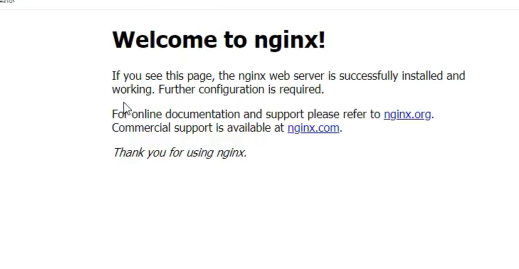 Welcome to nginx!
If you see this page, the nginx web server is successfully installed and
working. Further configuration is required.
For online documentation and support please refer to nginx.org.
Commercial support is available at nginx.com.
Thank you for using nginx.